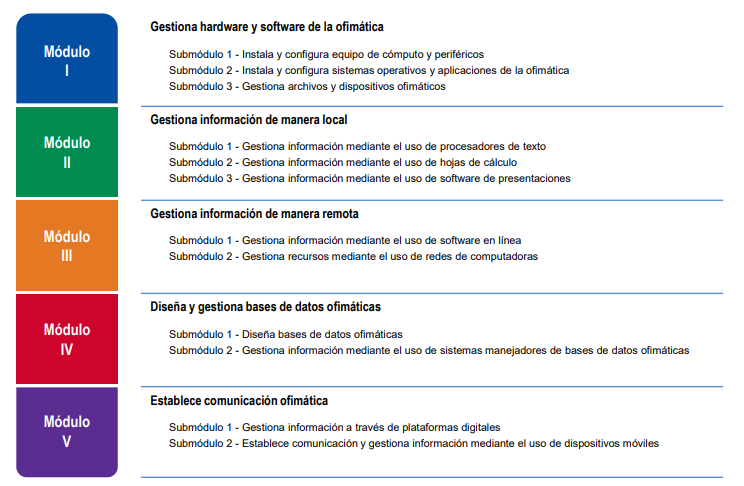 Módulo
I
Gestiona hardware y software de la ofimática
Submódulo 1 - Instala y configura equipo de cómputo y periféricos
Submódulo 2 - Instala y configura sistemas operativos y aplicaciones de la ofimática
Submódulo 3 - Gestiona archivos y dispositivos ofimáticos
Módulo
II
Gestiona información de manera local
Submódulo 1 - Gestiona información mediante el uso de procesadores de texto
Submódulo 2 - Gestiona información mediante el uso de hojas de cálculo
Submódulo 3 - Gestiona información mediante el uso de software de presentaciones
Módulo
III
Gestiona información de manera remota
Submódulo 1 - Gestiona información mediante el uso de software en línea
Submódulo 2 - Gestiona recursos mediante el uso de redes de computadoras
Módulo
IV
Diseña y gestiona bases de datos ofimáticas
Submódulo 1 - Diseña bases de datos ofimáticas
Submódulo 2 - Gestiona información mediante el uso de sistemas manejadores de bases de datos ofimáticas
Módulo
V
Establece comunicación ofimática
Submódulo 1 - Gestiona información a través de plataformas digitales
Submódulo 2 - Establece comunicación y gestiona información mediante el uso de dispositivos móviles